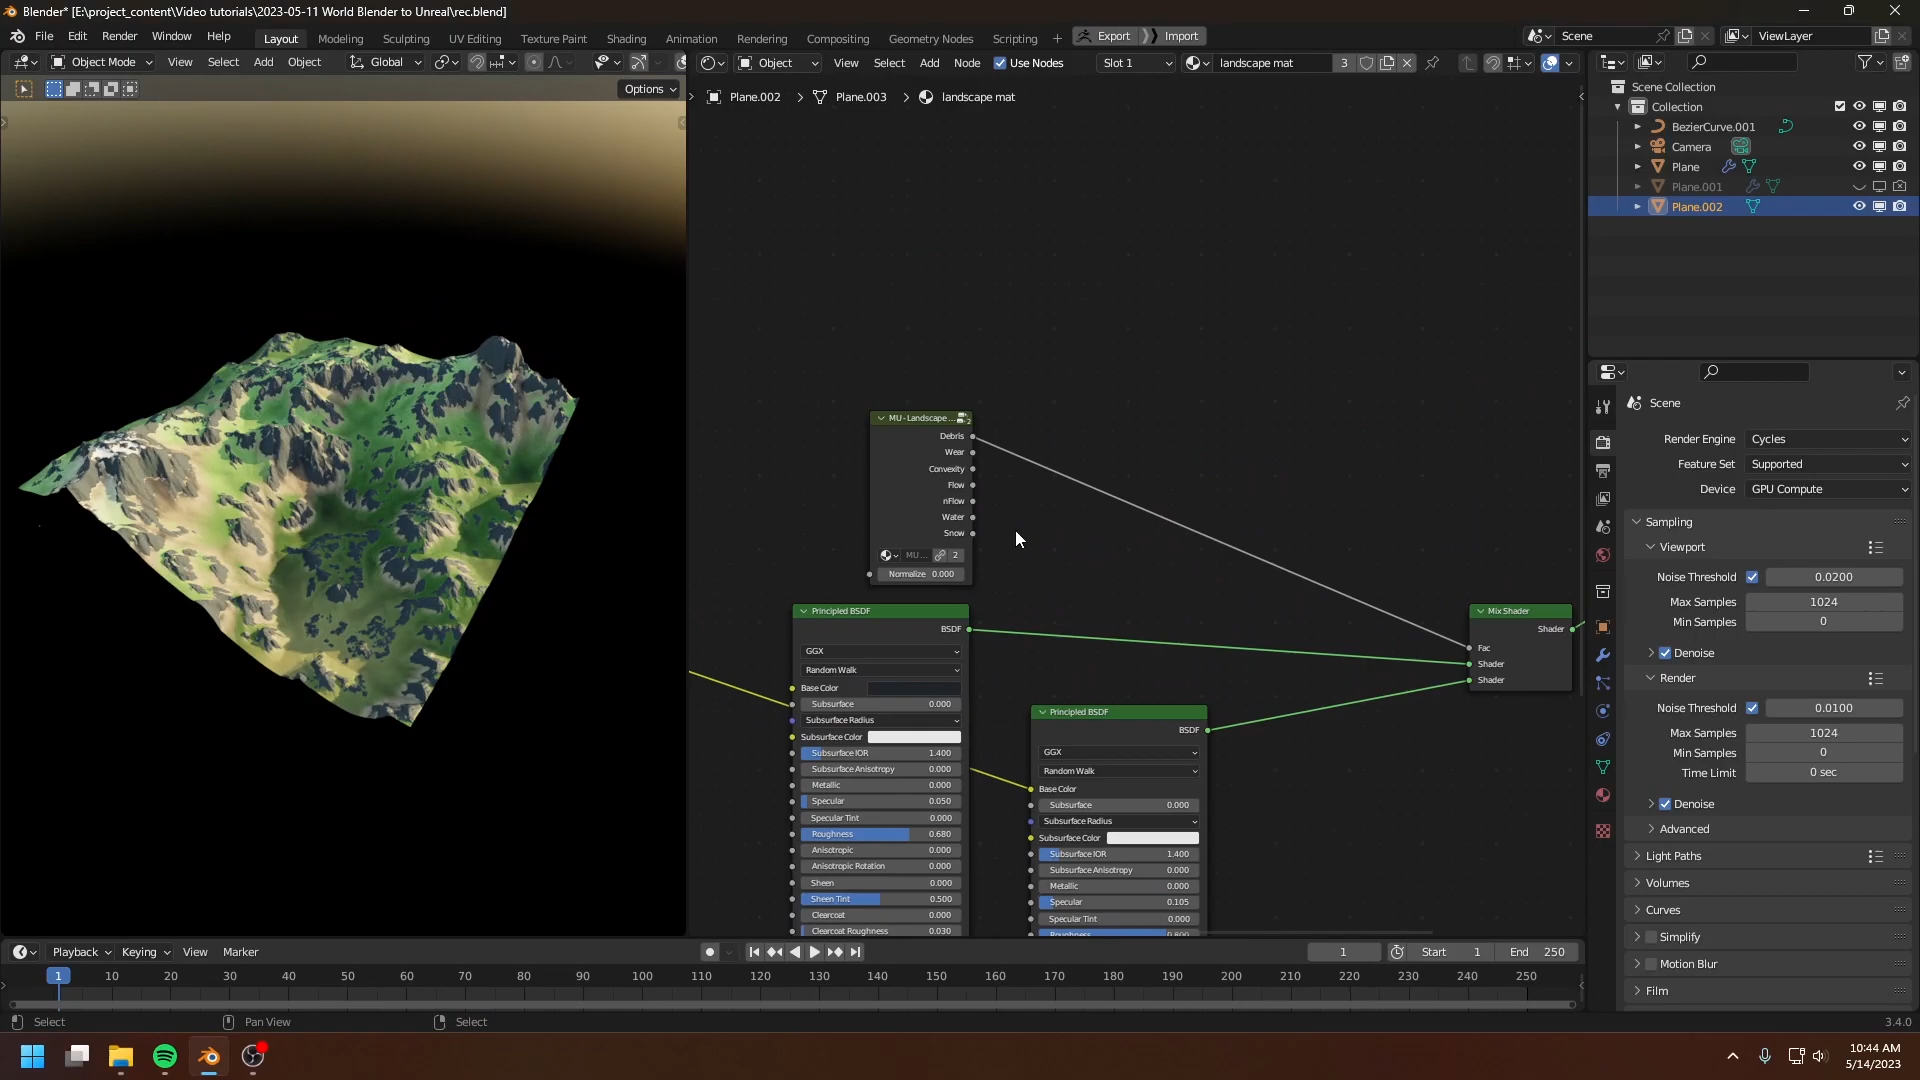 Blender* [E:\project_content\Video tutorials\2023-05-11 World Blender to Unreal\rec.blend]
File Edit Render Window Help Layout Modeling Sculpting UV Editing Texture Paint Shading Animation Rendering Compositing Geometry Nodes Scripting + Export Import Scene ViewLayer
Object Mode View Select Add Object Global Object View Select Add Node Use Nodes Slot 1 landscape mat 3
Options
Plane.002 > Plane.003 > landscape mat
Scene Collection
Collection
BezierCurve.001
Camera
Plane
Plane.001
Plane.002
MU - Landscape ... 2
Debris
Wear
Convexity
Flow
nFlow
Water
Snow
MU... 2
Normalize 0.000
Principled BSDF
BSDF
GGX
Random Walk
Base Color
Subsurface 0.000
Subsurface Radius
Subsurface Color
Subsurface IOR 1.400
Subsurface Anisotropy 0.000
Metallic 0.000
Specular 0.050
Specular Tint 0.000
Roughness 0.680
Anisotropic 0.000
Anisotropic Rotation 0.000
Sheen 0.000
Sheen Tint 0.500
Clearcoat 0.000
Clearcoat Roughness 0.030
Principled BSDF
BSDF
GGX
Random Walk
Base Color
Subsurface 0.000
Subsurface Radius
Subsurface Color
Subsurface IOR 1.400
Subsurface Anisotropy 0.000
Metallic 0.000
Specular 0.105
Specular Tint 0.000
Roughness 0.800
Mix Shader
Shader
Fac
Shader
Shader
Scene
Render Engine Cycles
Feature Set Supported
Device GPU Compute
Sampling
Viewport
Noise Threshold 0.0200
Max Samples 1024
Min Samples 0
Denoise
Render
Noise Threshold 0.0100
Max Samples 1024
Min Samples 0
Time Limit 0 sec
Denoise
Advanced
Light Paths
Volumes
Curves
Simplify
Motion Blur
Film
Playback Keying View Marker 1 Start 1 End 250
1 10 20 30 40 50 60 70 80 90 100 110 120 130 140 150 160 170 180 190 200 210 220 230 240 250
Select Pan View Select 3.4.0
10:44 AM
5/14/2023